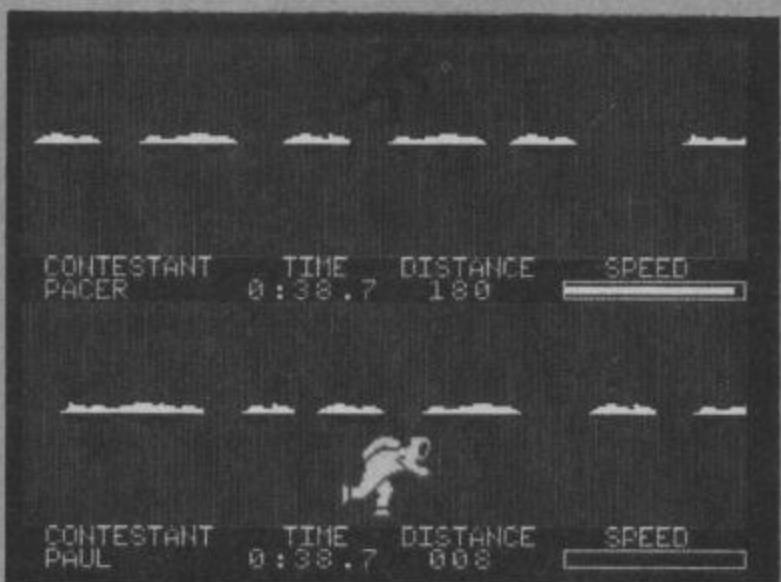 CONTESTANT TIME DISTANCE SPEED
PACER 0:38.7 180
CONTESTANT TIME DISTANCE SPEED
PAUL 0:38.7 008